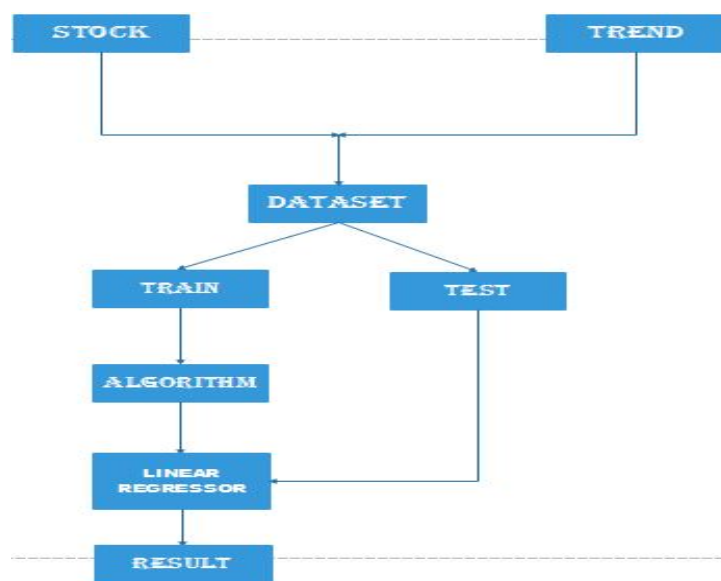 STOCK
TREND
DATASET
TRAIN
TEST
ALGORITHM
LINEAR
REGRESSOR
RESULT